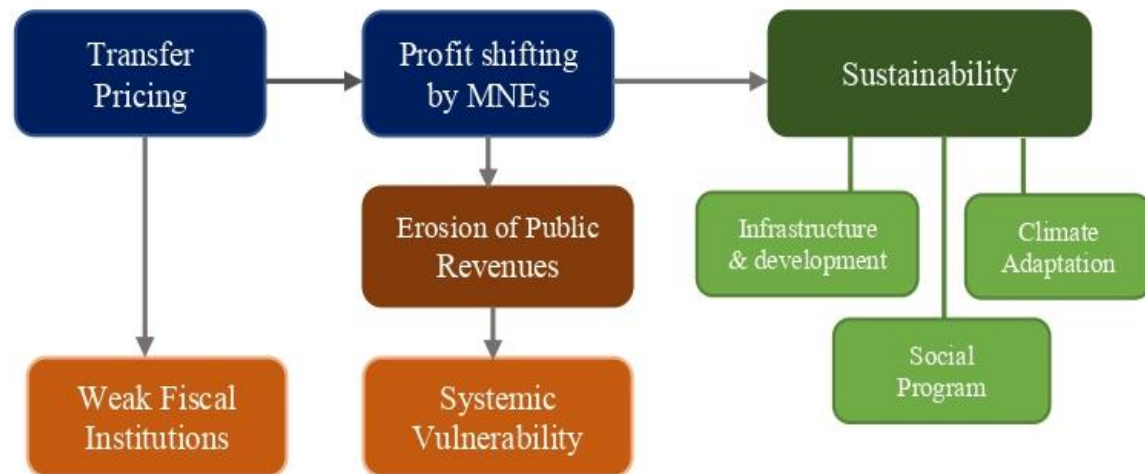 Transfer
Pricing
Profit shifting
by MNEs
Sustainability
Erosion of Public
Revenues
Infrastructure
& development
Climate
Adaptation
Social
Program
Weak Fiscal
Institutions
Systemic
Vulnerability